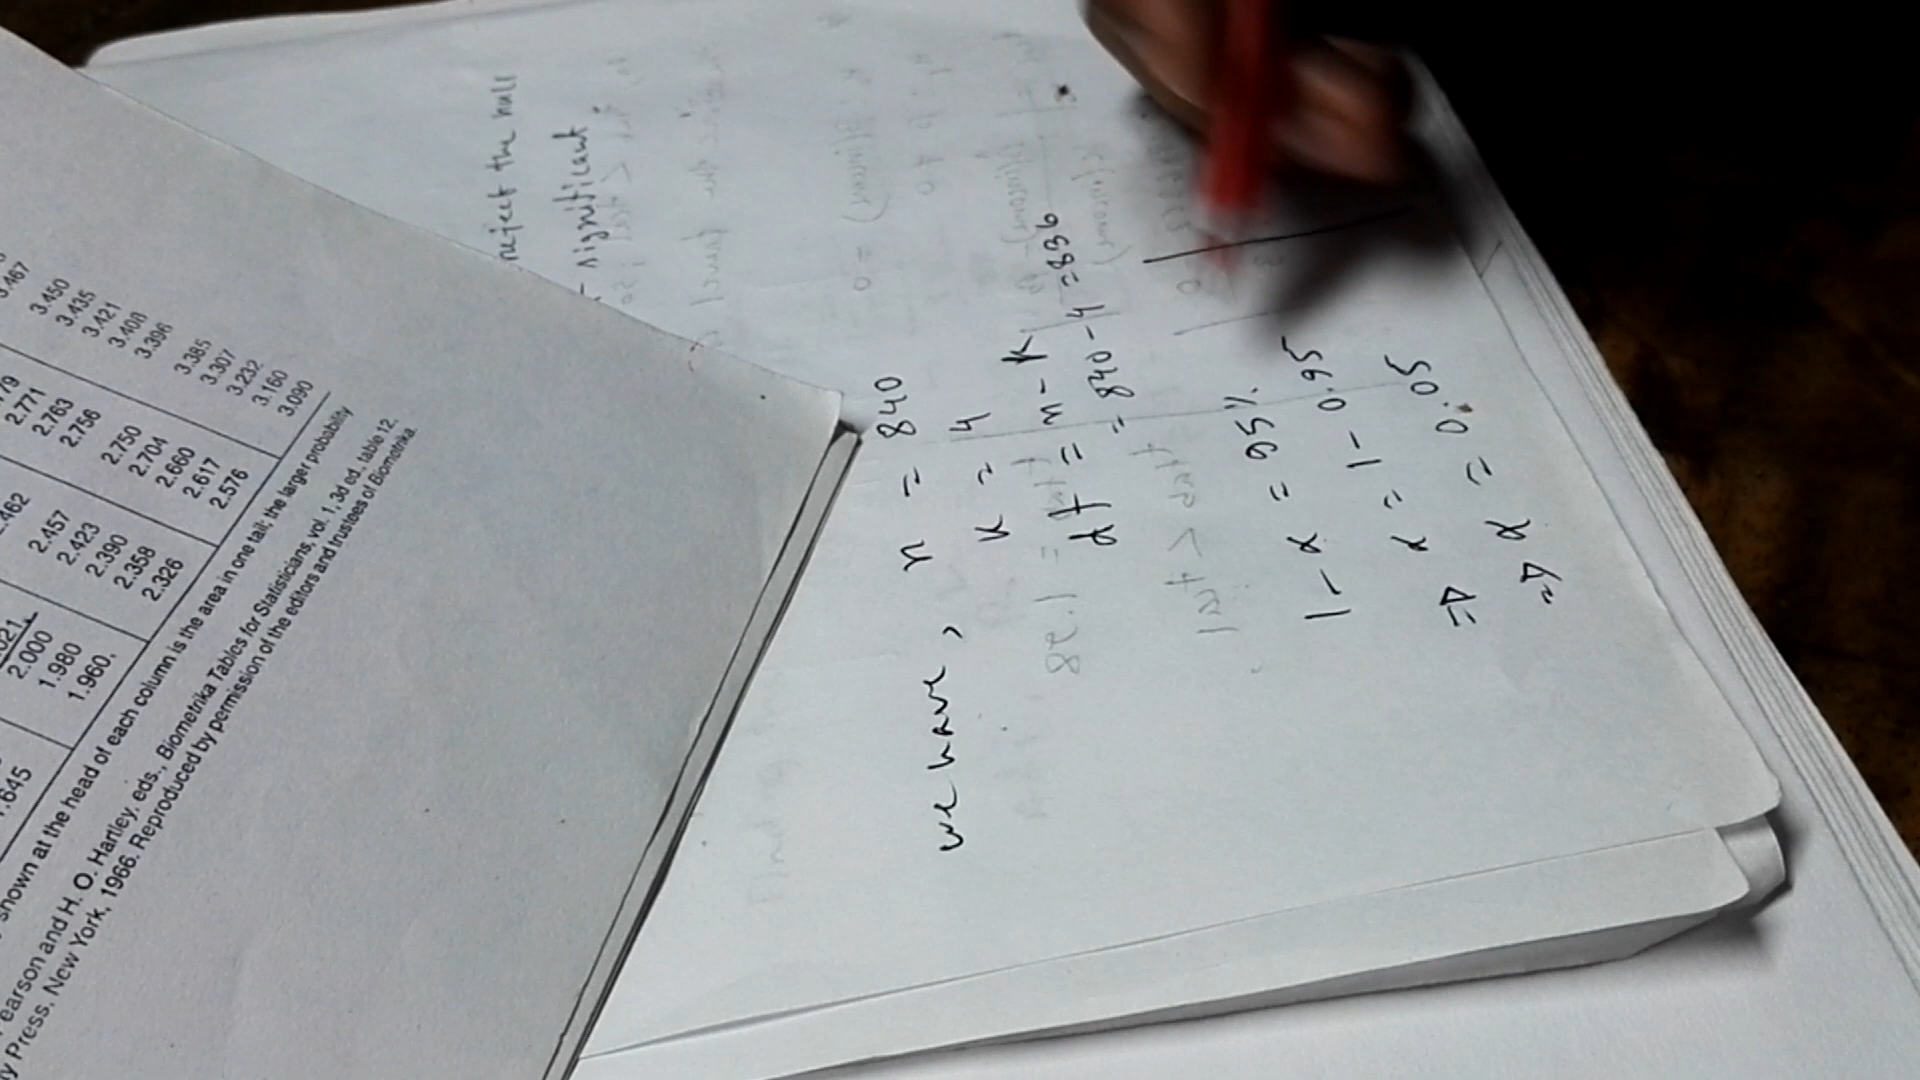 3.467
3.450
3.435
3.421
3.408
3.396
3.385
3.307
3.232
3.160
3.090
2.771
2.763
2.756
2.750
2.704
2.660
2.617
2.576
2.457
2.423
2.390
2.358
2.326
2.000
1.980
1.960
shown at the head of each column is the area in one tail; the larger probability
earson and H. O. Hartley, eds., Biometrika Tables for Statisticians, vol. 1, 3d ed., table 12,
y Press, New York, 1966. Reproduced by permission of the editors and trustees of Biometrika.
reject the null
significant
we have, n = 840
k = 4
df = n - k
= 840 - 4 = 836
1 - α = 95%
⇒ α = 1 - 0.95
⇒ α = 0.05